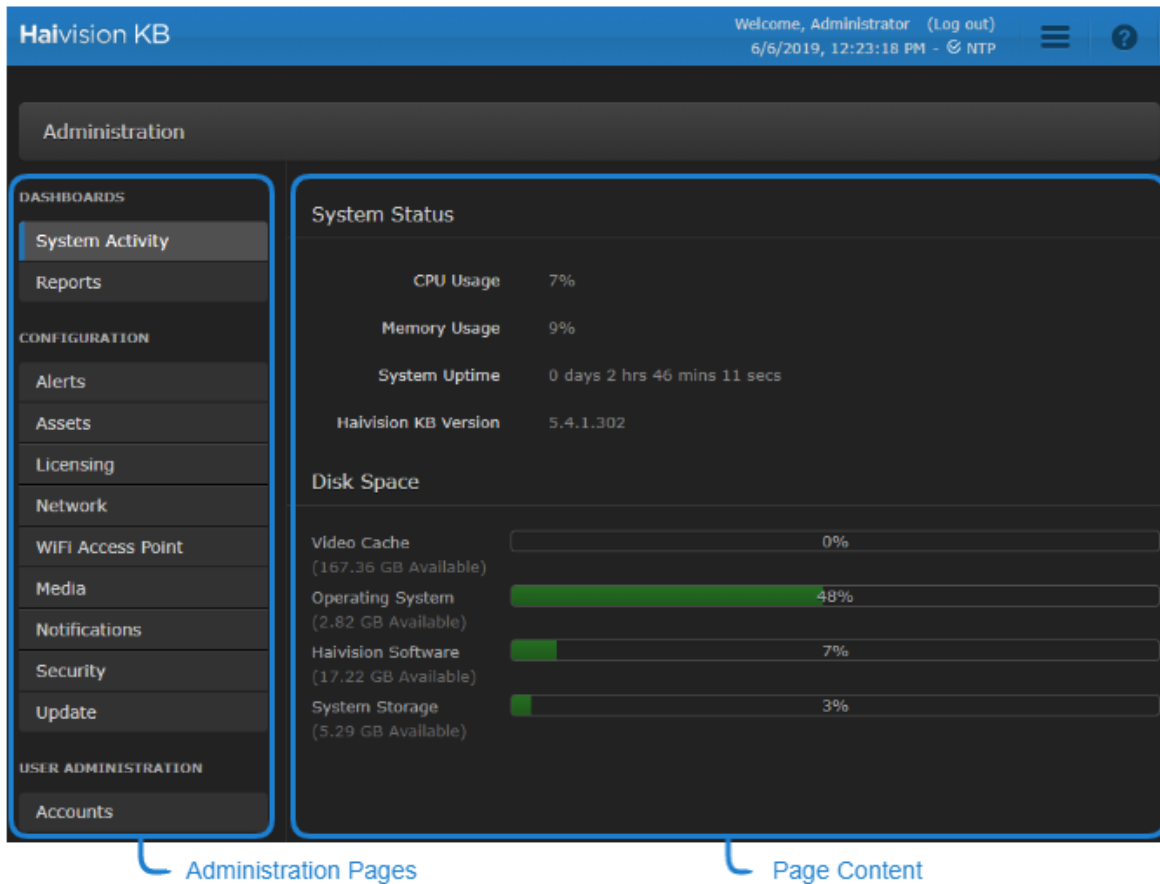 Haivision KB
Welcome, Administrator (Log out)
6/6/2019, 12:23:18 PM - NTP
Administration
DASHBOARDS
System Activity
Reports
CONFIGURATION
Alerts
Assets
Licensing
Network
WiFi Access Point
Media
Notifications
Security
Update
USER ADMINISTRATION
Accounts
System Status
CPU Usage 7%
Memory Usage 9%
System Uptime 0 days 2 hrs 46 mins 11 secs
Haivision KB Version 5.4.1.302
Disk Space
Video Cache 0%
(167.36 GB Available)
Operating System 48%
(2.82 GB Available)
Haivision Software 7%
(17.22 GB Available)
System Storage 3%
(5.29 GB Available)
Administration Pages
Page Content